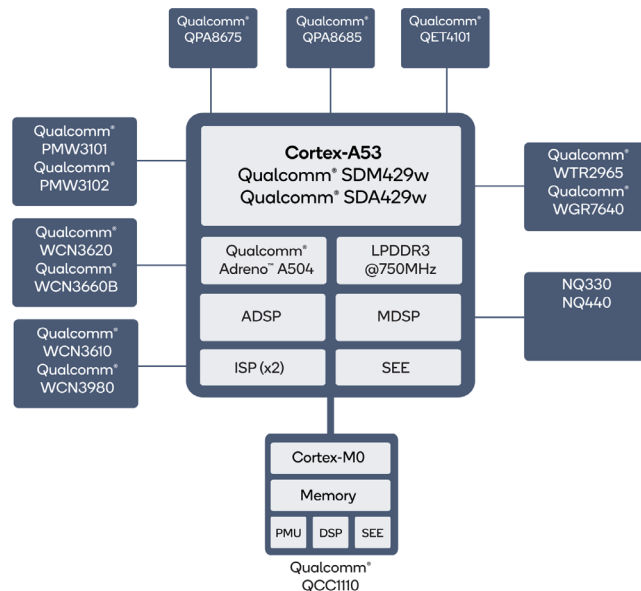 Qualcomm®
QPA8675
Qualcomm®
QPA8685
Qualcomm®
QET4101
Qualcomm®
PMW3101
Qualcomm®
PMW3102
Qualcomm®
WCN3620
Qualcomm®
WCN3660B
Qualcomm®
WCN3610
Qualcomm®
WCN3980
Cortex-A53
Qualcomm® SDM429w
Qualcomm® SDA429w
Qualcomm®
Adreno™ A504
LPDDR3
@750MHz
ADSP
MDSP
ISP (x2)
SEE
Qualcomm®
WTR2965
Qualcomm®
WGR7640
NQ330
NQ440
Cortex-M0
Memory
PMU
DSP
SEE
Qualcomm®
QCC1110